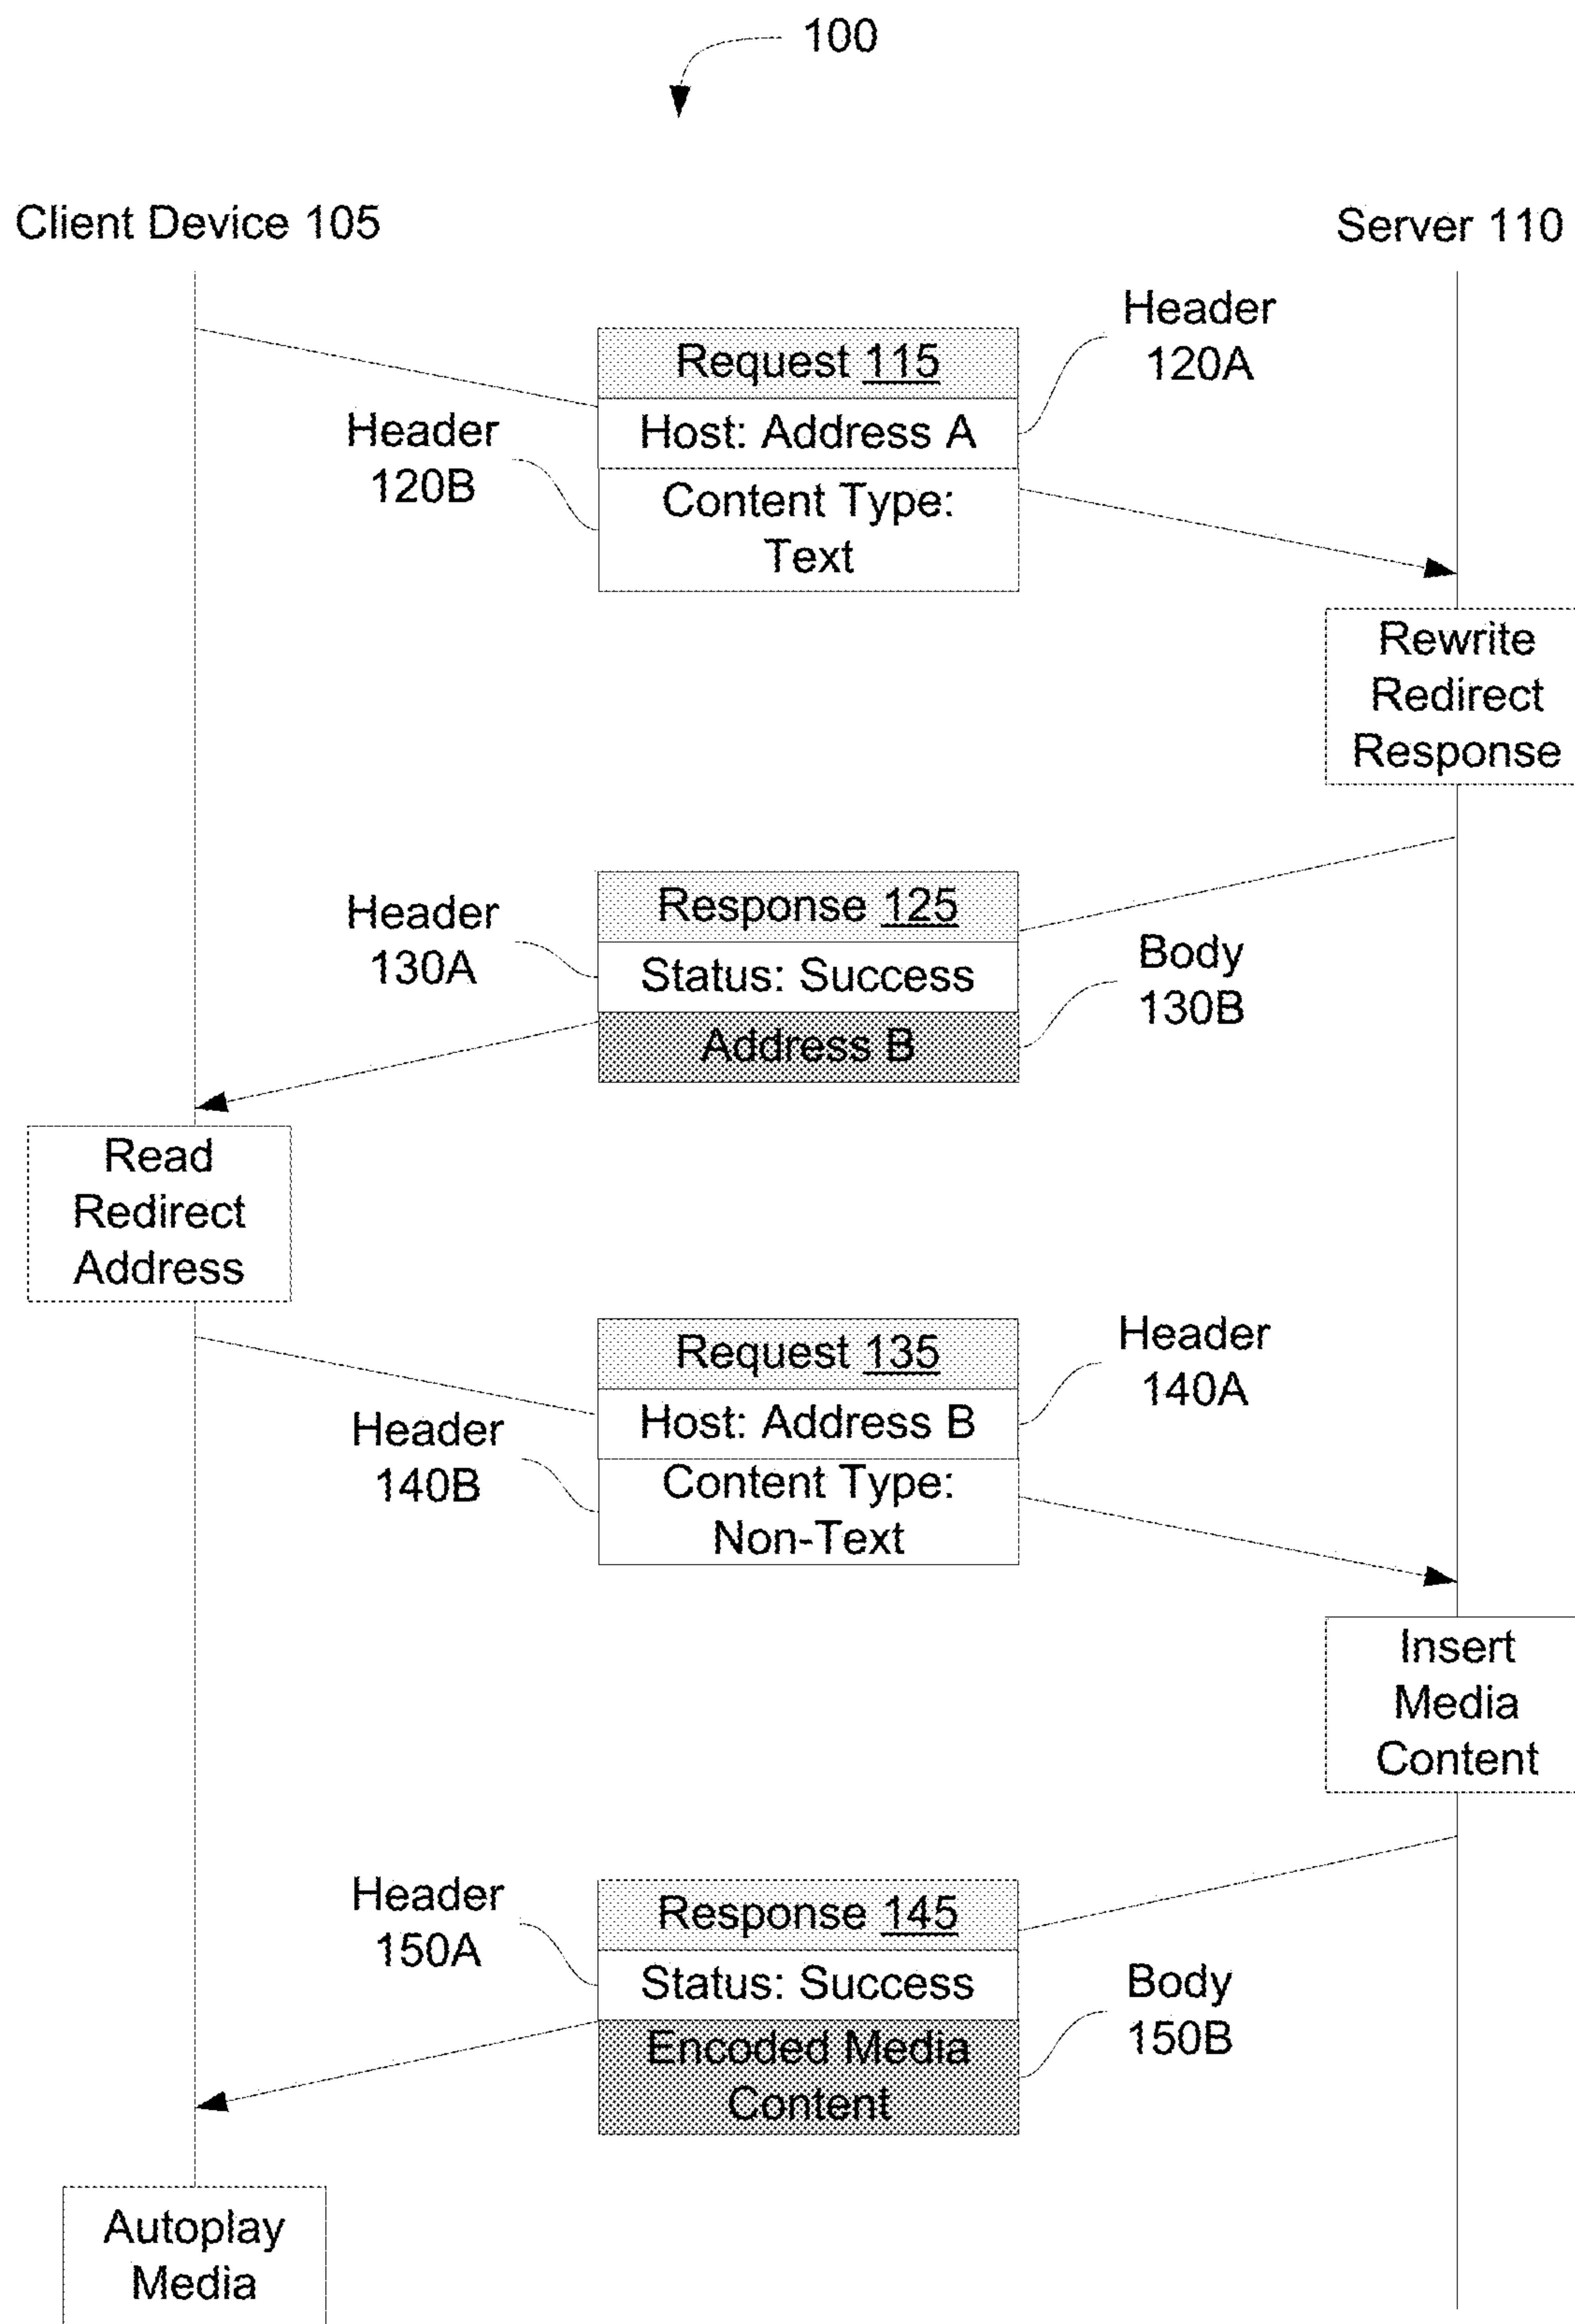 100
Client Device 105
Server 110
Header
120A
Request 115
Host: Address A
Header
120B
Content Type:
Text
Rewrite
Redirect
Response
Response 125
Header
130A
Status: Success
Body
130B
Address B
Read
Redirect
Address
Request 135
Header
140A
Host: Address B
Header
140B
Content Type:
Non-Text
Insert
Media
Content
Response 145
Header
150A
Status: Success
Body
150B
Encoded Media
Content
Autoplay
Media